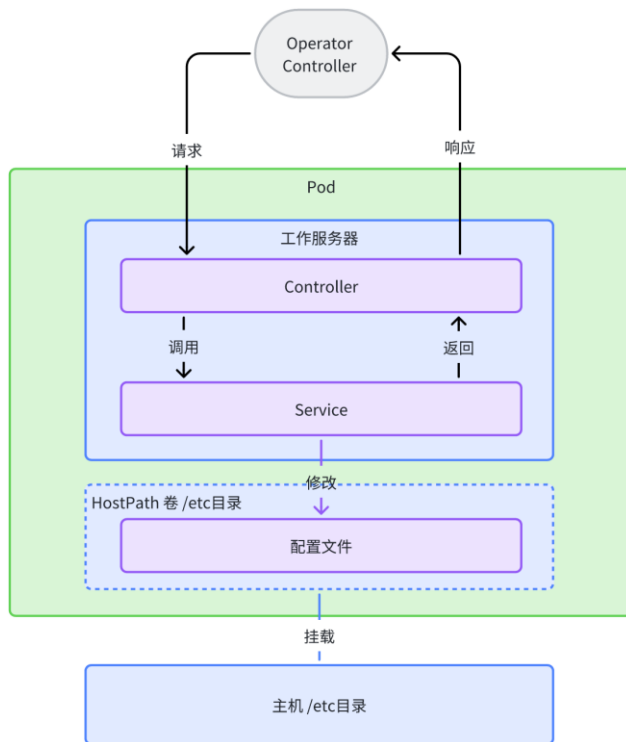 Operator
Controller
请求
响应
Pod
工作服务器
Controller
调用
返回
Service
修改
HostPath 卷 /etc目录
配置文件
挂载
主机 /etc目录